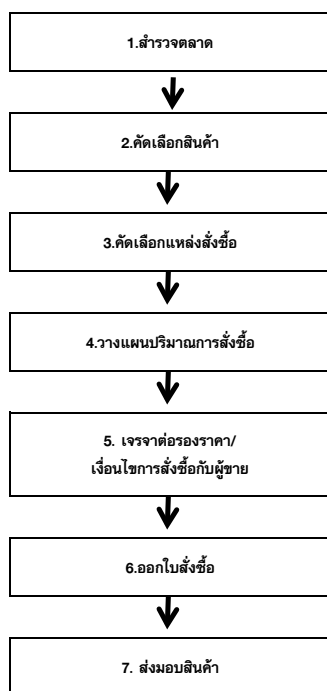 1.สำรวจตลาด
2.คัดเลือกสินค้า
3.คัดเลือกแหล่งสั่งซื้อ
4.วางแผนปริมาณการสั่งซื้อ
5. เจรจาต่อรองราคา/
เงื่อนไขการสั่งซื้อกับผู้ขาย
6.ออกใบสั่งซื้อ
7. ส่งมอบสินค้า